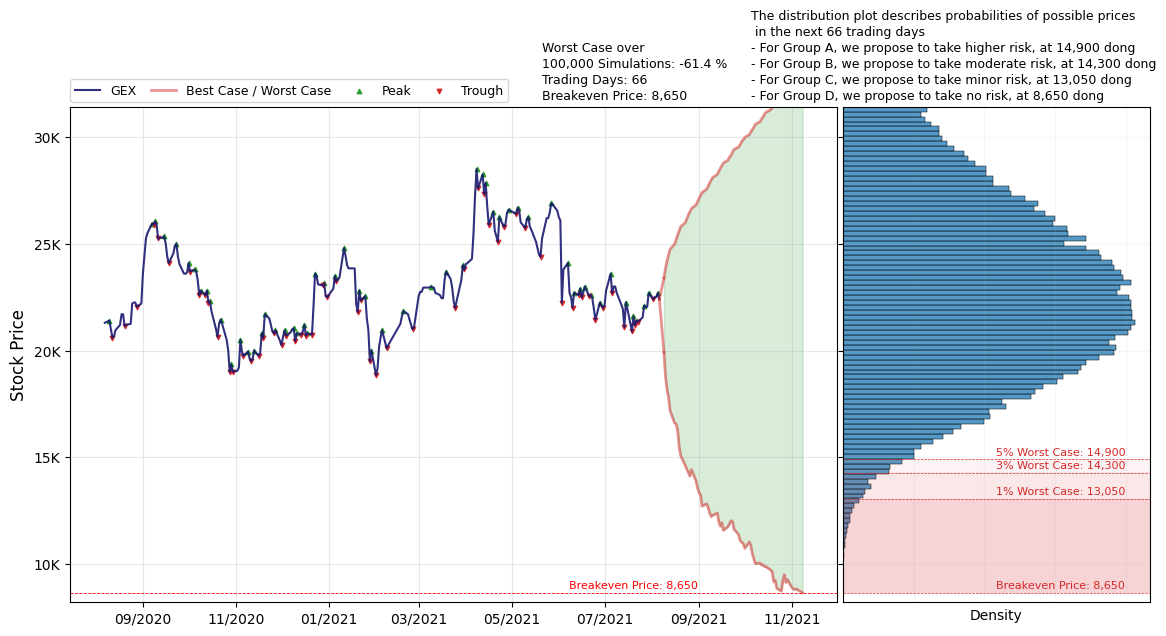 The distribution plot describes probabilities of possible prices
in the next 66 trading days
- For Group A, we propose to take higher risk, at 14,900 dong
- For Group B, we propose to take moderate risk, at 14,300 dong
- For Group C, we propose to take minor risk, at 13,050 dong
- For Group D, we propose to take no risk, at 8,650 dong
Worst Case over
100,000 Simulations: -61.4 %
Trading Days: 66
Breakeven Price: 8,650
GEX
Best Case / Worst Case
Peak
Trough
Stock Price
30K
25K
20K
15K
10K
Breakeven Price: 8,650
09/2020
11/2020
01/2021
03/2021
05/2021
07/2021
09/2021
11/2021
5% Worst Case: 14,900
3% Worst Case: 14,300
1% Worst Case: 13,050
Breakeven Price: 8,650
Density